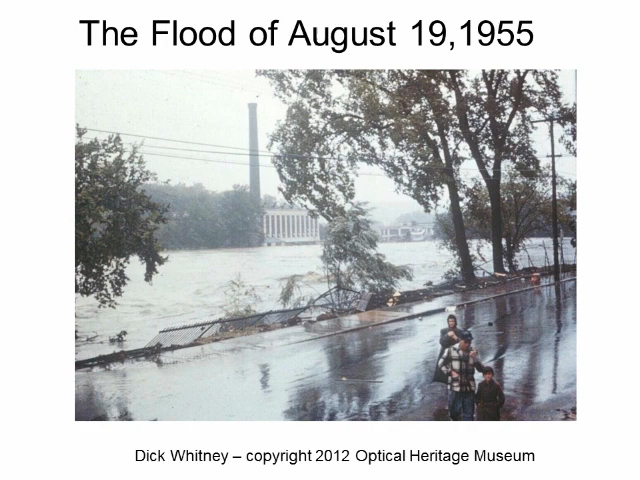 The Flood of August 19,1955
Dick Whitney – copyright 2012 Optical Heritage Museum